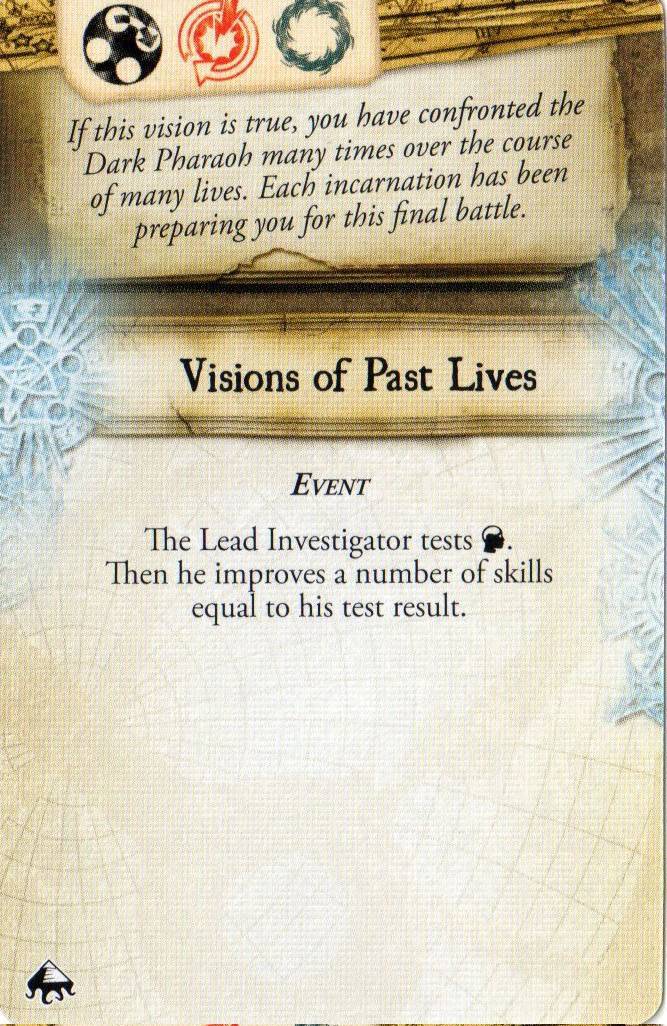 If this vision is true, you have confronted the
Dark Pharaoh many times over the course
of many lives. Each incarnation has been
preparing you for this final battle.
Visions of Past Lives
Event
The Lead Investigator tests .
Then he improves a number of skills
equal to his test result.